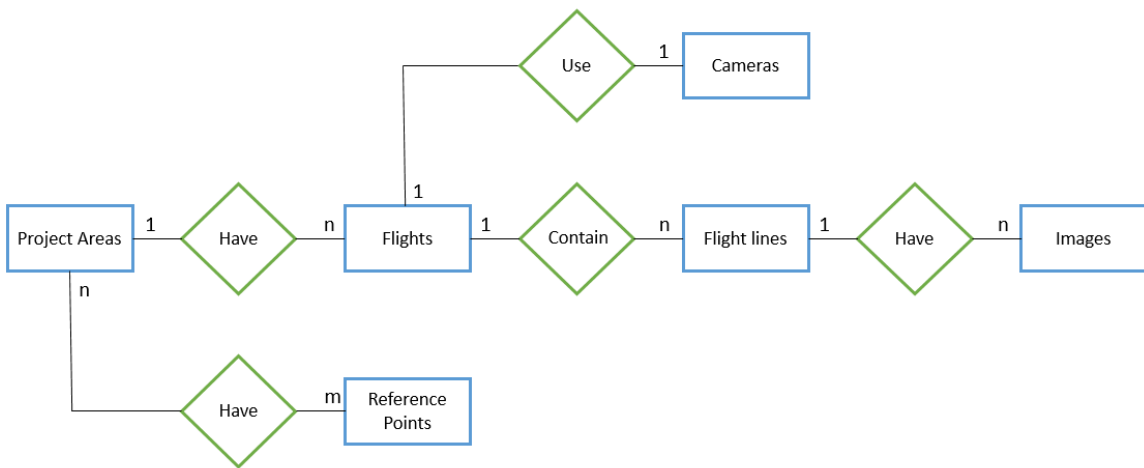 Use
1
Cameras
1
Project Areas
1
Have
n
Flights
1
Contain
n
Flight lines
1
Have
n
Images
n
Have
m
Reference
Points